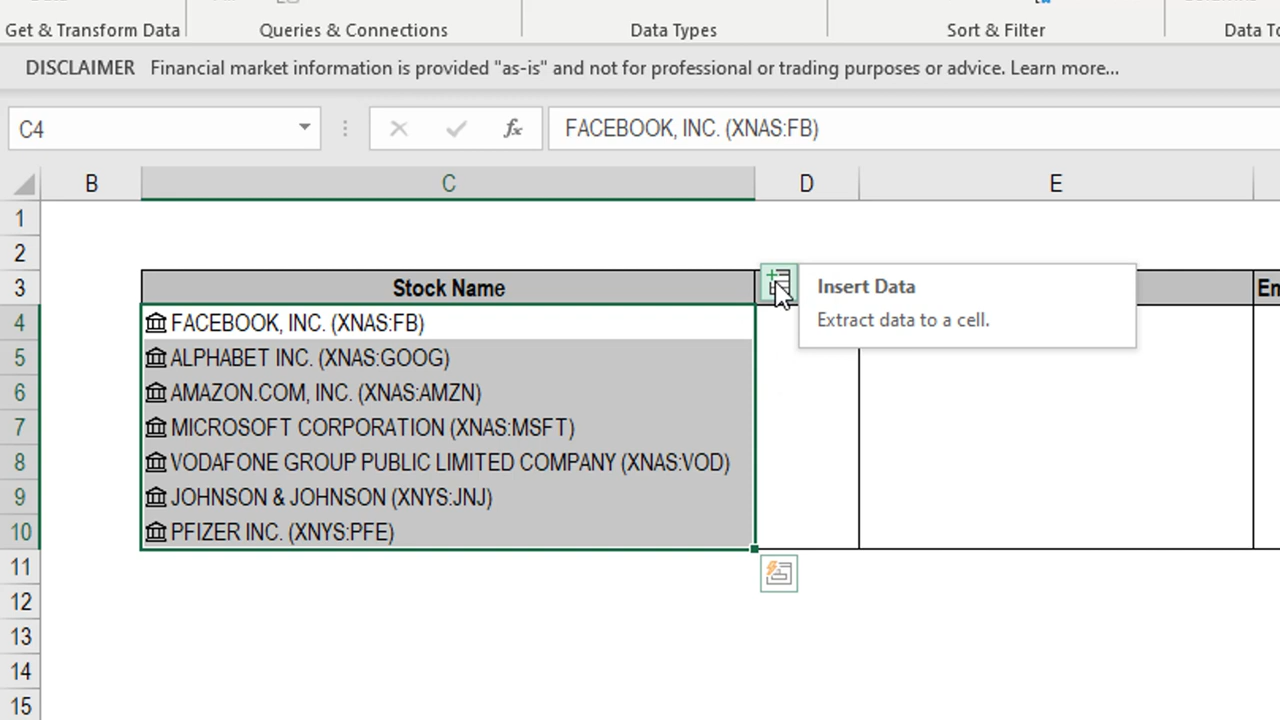 Get & Transform Data Queries & Connections Data Types Sort & Filter Data To
DISCLAIMER Financial market information is provided "as-is" and not for professional or trading purposes or advice. Learn more...
C4 fx FACEBOOK, INC. (XNAS:FB)
B C D E
1
2
3 Stock Name En
Insert Data
Extract data to a cell.
4 FACEBOOK, INC. (XNAS:FB)
5 ALPHABET INC. (XNAS:GOOG)
6 AMAZON.COM, INC. (XNAS:AMZN)
7 MICROSOFT CORPORATION (XNAS:MSFT)
8 VODAFONE GROUP PUBLIC LIMITED COMPANY (XNAS:VOD)
9 JOHNSON & JOHNSON (XNYS:JNJ)
10 PFIZER INC. (XNYS:PFE)
11
12
13
14
15